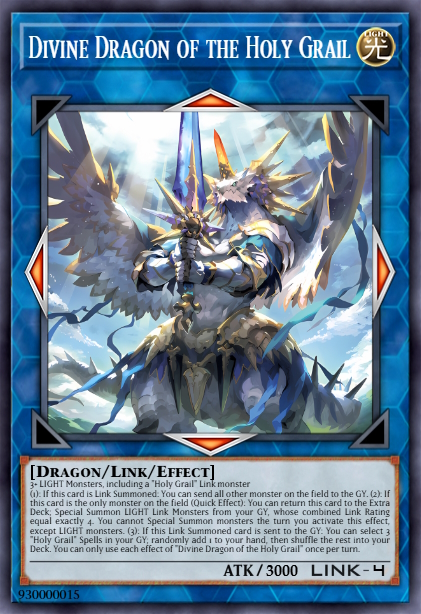 DIVINE DRAGON OF THE HOLY GRAIL
LIGHT
光
[DRAGON/LINK/EFFECT]
3+ LIGHT Monsters, including a "Holy Grail" Link monster
(1): If this card is Link Summoned: You can send all other monster on the field to the GY. (2): If
this card is the only monster on the field (Quick Effect): You can return this card to the Extra
Deck; Special Summon LIGHT Link Monsters from your GY, whose combined Link Rating
equal exactly 4. You cannot Special Summon monsters the turn you activate this effect,
except LIGHT monsters. (3): If this Link Summoned card is sent to the GY: You can select 3
"Holy Grail" Spells in your GY; randomly add 1 to your hand, then shuffle the rest into your
Deck. You can only use each effect of "Divine Dragon of the Holy Grail" once per turn.
ATK / 3000 LINK-4
930000015